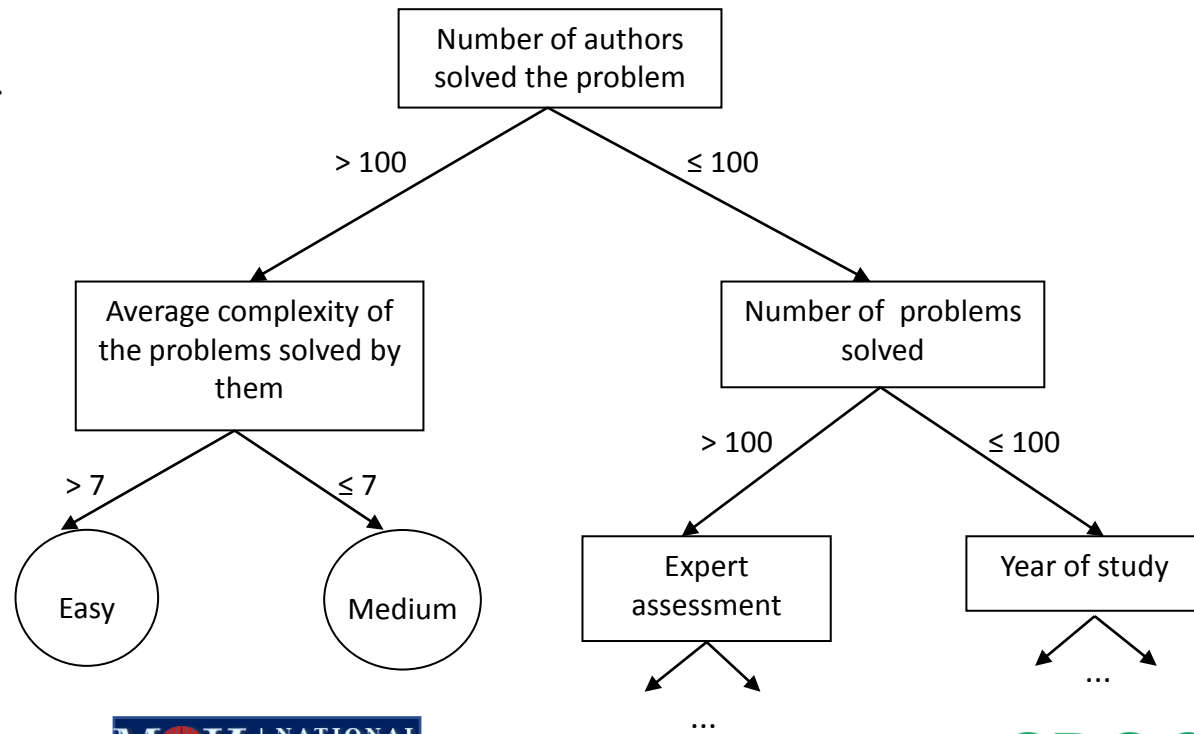 Number of authors
solved the problem
> 100
≤ 100
Average complexity of
the problems solved by
them
Number of problems
solved
> 7
≤ 7
> 100
≤ 100
Easy
Medium
Expert
assessment
Year of study
...
...
NATIONAL